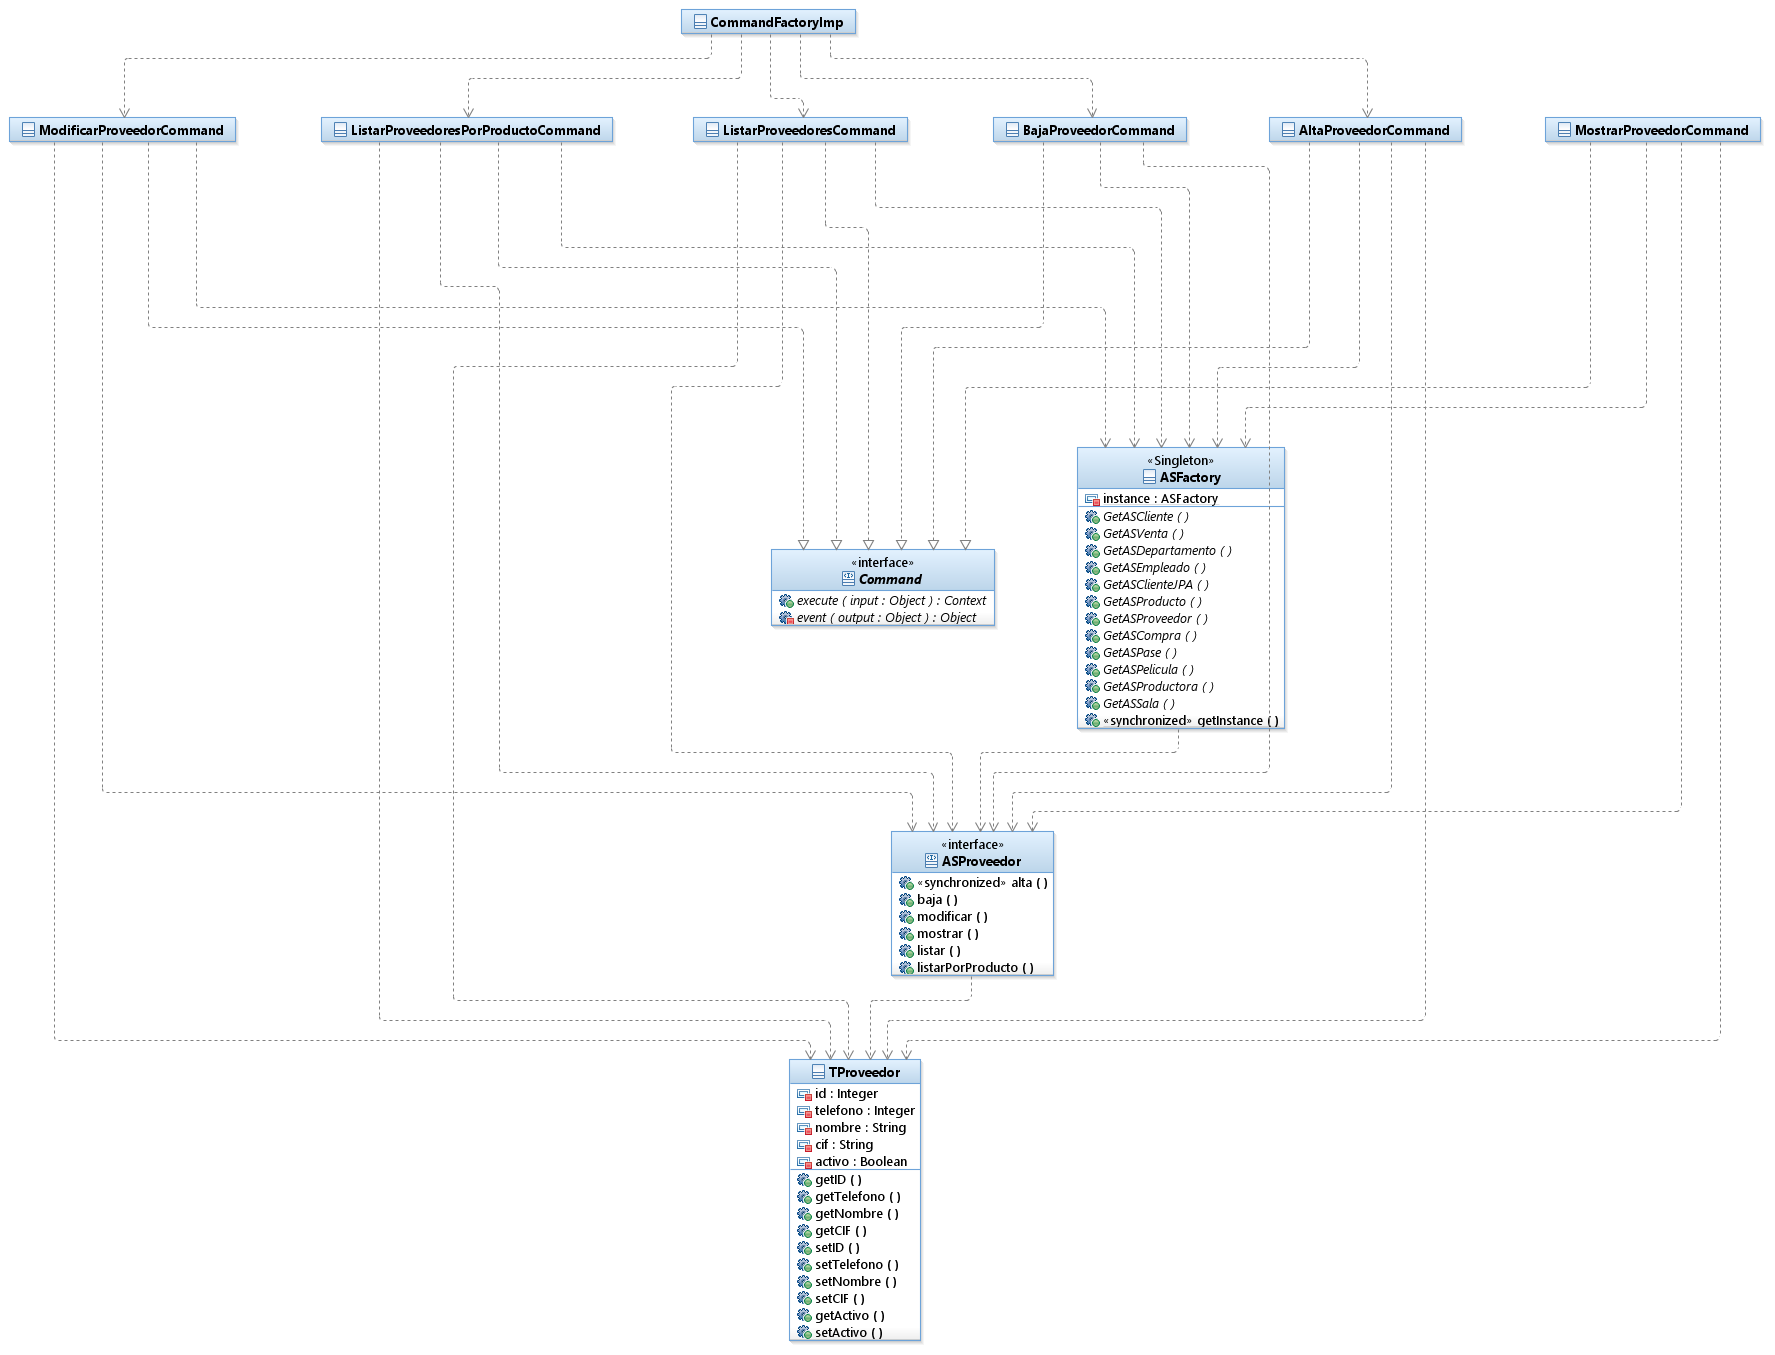 CommandFactoryImp
ModificarProveedorCommand
ListarProveedoresPorProductoCommand
ListarProveedoresCommand
BajaProveedorCommand
AltaProveedorCommand
MostrarProveedorCommand
«Singleton»
ASFactory
instance : ASFactory
GetASCliente ( )
GetASVenta ( )
GetASDepartamento ( )
GetASEmpleado ( )
GetASClienteJPA ( )
GetASProducto ( )
GetASProveedor ( )
GetASCompra ( )
GetASPase ( )
GetASPelicula ( )
GetASProductora ( )
GetASSala ( )
«synchronized» getInstance ( )
«interface»
Command
execute ( input : Object ) : Context
event ( output : Object ) : Object
«interface»
ASProveedor
«synchronized» alta ( )
baja ( )
modificar ( )
mostrar ( )
listar ( )
listarPorProducto ( )
TProveedor
id : Integer
telefono : Integer
nombre : String
cif : String
activo : Boolean
getID ( )
getTelefono ( )
getNombre ( )
getCIF ( )
setID ( )
setTelefono ( )
setNombre ( )
setCIF ( )
getActivo ( )
setActivo ( )